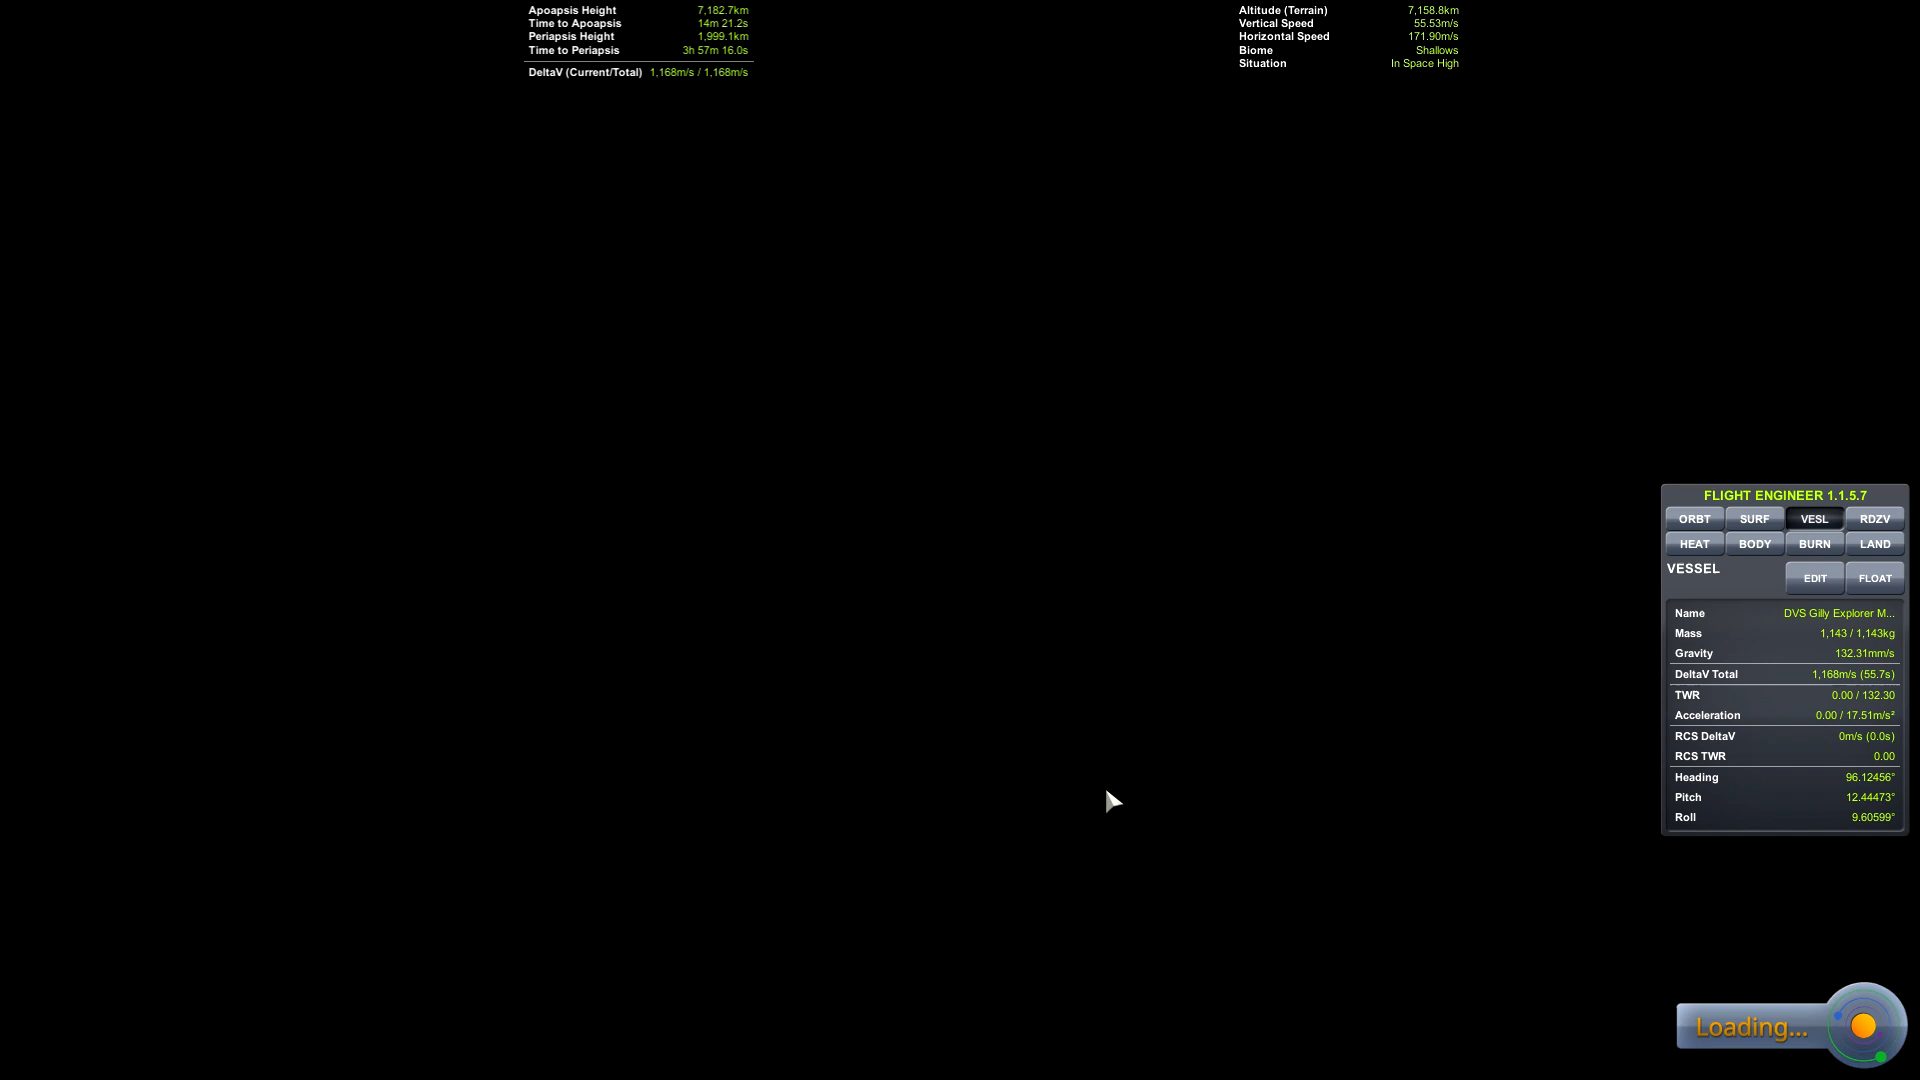 Apoapsis Height 7,182.7km
Time to Apoapsis 14m 21.2s
Periapsis Height 1,999.1km
Time to Periapsis 3h 57m 16.0s
DeltaV (Current/Total) 1,168m/s / 1,168m/s
Altitude (Terrain) 7,158.8km
Vertical Speed 55.53m/s
Horizontal Speed 171.90m/s
Biome Shallows
Situation In Space High
FLIGHT ENGINEER 1.1.5.7
ORBT SURF VESL RDZV
HEAT BODY BURN LAND
VESSEL EDIT FLOAT
Name DVS Gilly Explorer M...
Mass 1,143 / 1,143kg
Gravity 132.31mm/s
DeltaV Total 1,168m/s (55.7s)
TWR 0.00 / 132.30
Acceleration 0.00 / 17.51m/s²
RCS DeltaV 0m/s (0.0s)
RCS TWR 0.00
Heading 96.12456°
Pitch 12.44473°
Roll 9.60599°
Loading...